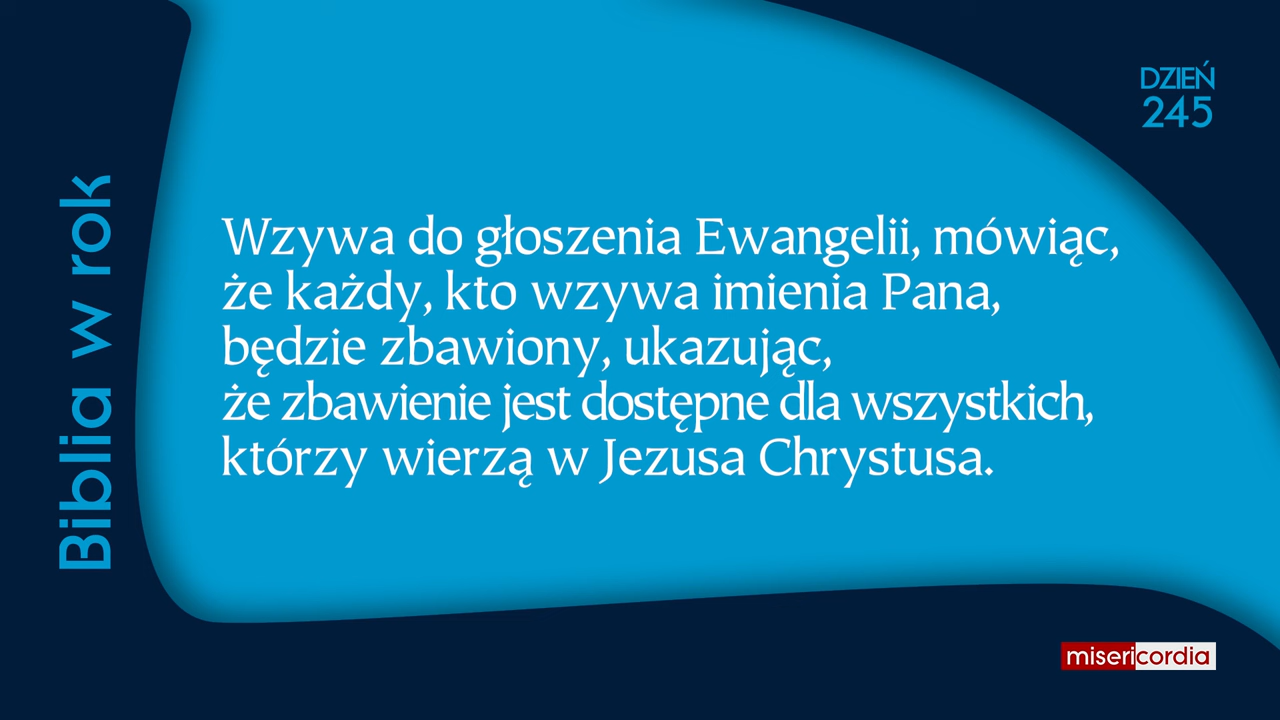 Biblia w rok
DZIEŃ
245
Wzywa do głoszenia Ewangelii, mówiąc,
że każdy, kto wzywa imienia Pana,
będzie zbawiony, ukazując,
że zbawienie jest dostępne dla wszystkich,
którzy wierzą w Jezusa Chrystusa.
misericordia